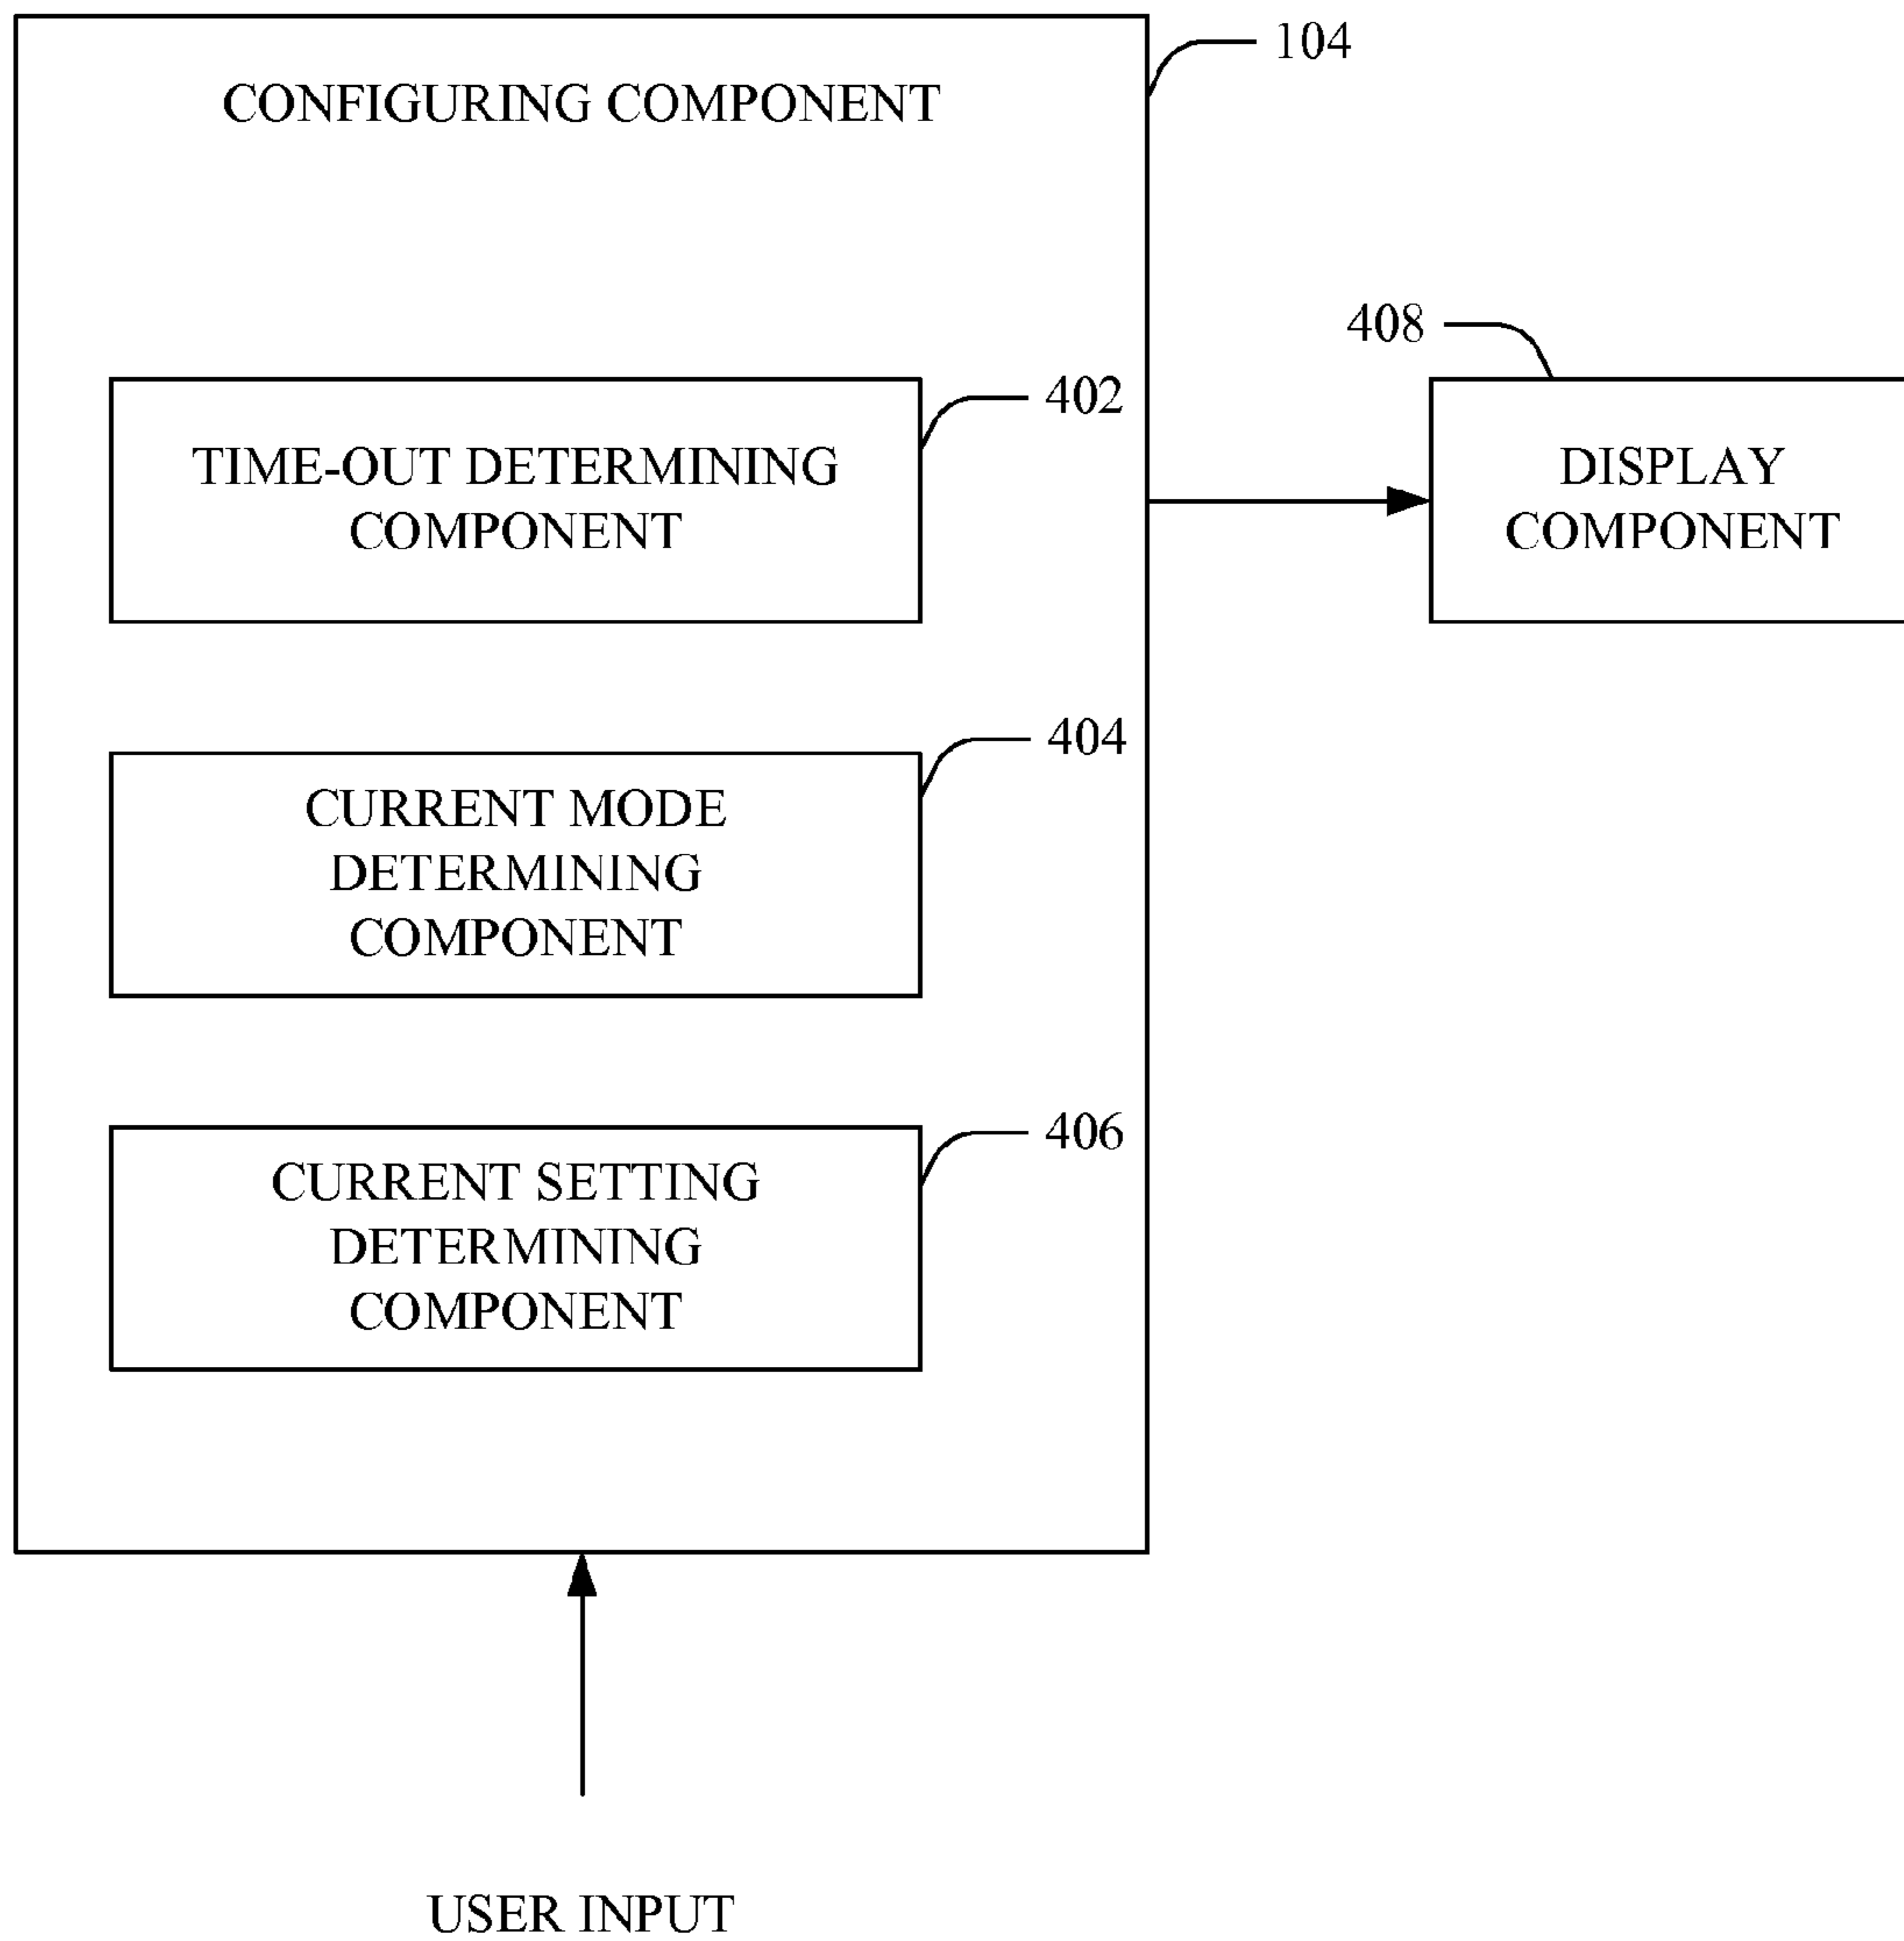 104
CONFIGURING COMPONENT
408
402
TIME-OUT DETERMINING
COMPONENT
DISPLAY
COMPONENT
404
CURRENT MODE
DETERMINING
COMPONENT
406
CURRENT SETTING
DETERMINING
COMPONENT
USER INPUT